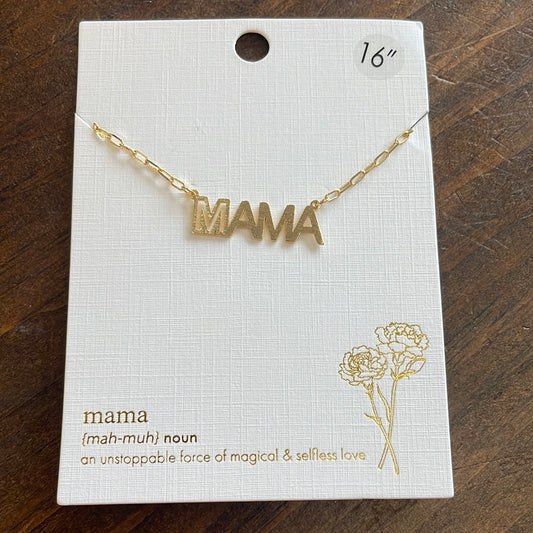 16"
MAMA
mama
{mah-muh} noun
an unstoppable force of magical & selfless love